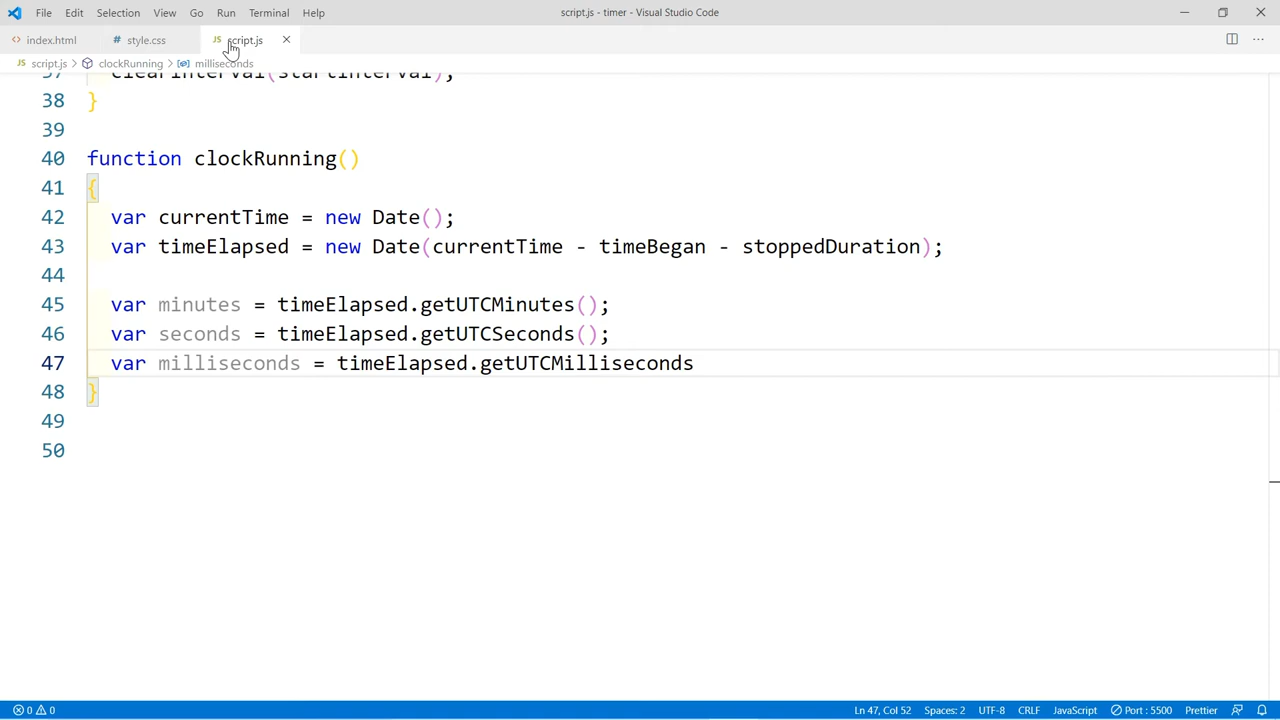 File Edit Selection View Go Run Terminal Help script.js - timer - Visual Studio Code
<> index.html # style.css JS script.js
JS script.js > clockRunning > milliseconds
37 clearInterval(startInterval);
38 }
39
40 function clockRunning()
41 {
42 var currentTime = new Date();
43 var timeElapsed = new Date(currentTime - timeBegan - stoppedDuration);
44
45 var minutes = timeElapsed.getUTCMinutes();
46 var seconds = timeElapsed.getUTCSeconds();
47 var milliseconds = timeElapsed.getUTCMilliseconds
48 }
49
50
0 0 Ln 47, Col 52 Spaces: 2 UTF-8 CRLF JavaScript Port : 5500 Prettier